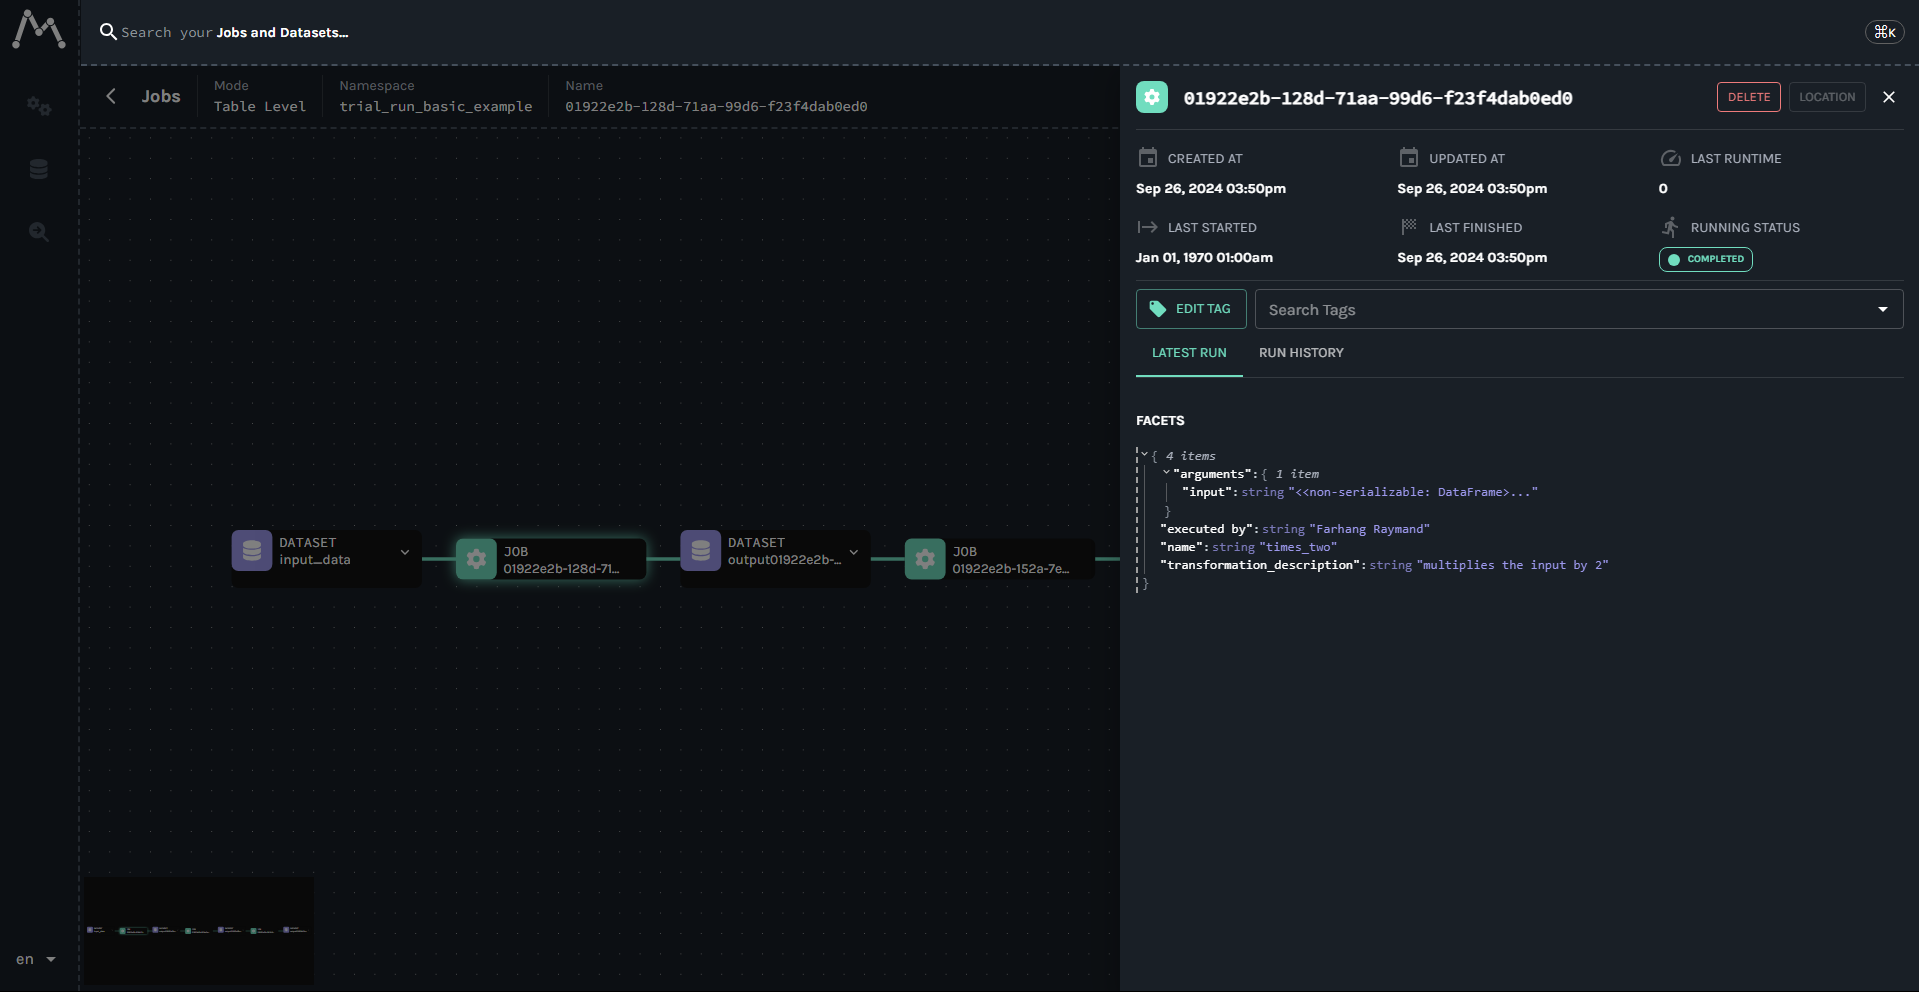 Search your Jobs and Datasets...
⌘K
Jobs
Mode
Table Level
Namespace
trial_run_basic_example
Name
01922e2b-128d-71aa-99d6-f23f4dab0ed0
DATASET
input_data
JOB
01922e2b-128d-71...
DATASET
output01922e2b-...
JOB
01922e2b-152a-7e...
en
01922e2b-128d-71aa-99d6-f23f4dab0ed0
DELETE
LOCATION
CREATED AT
Sep 26, 2024 03:50pm
UPDATED AT
Sep 26, 2024 03:50pm
LAST RUNTIME
0
LAST STARTED
Jan 01, 1970 01:00am
LAST FINISHED
Sep 26, 2024 03:50pm
RUNNING STATUS
COMPLETED
EDIT TAG
Search Tags
LATEST RUN
RUN HISTORY
FACETS
{ 4 items
"arguments":{ 1 item
"input": string "<<non-serializable: DataFrame>..."
}
"executed by": string "Farhang Raymand"
"name": string "times_two"
"transformation_description": string "multiplies the input by 2"
}